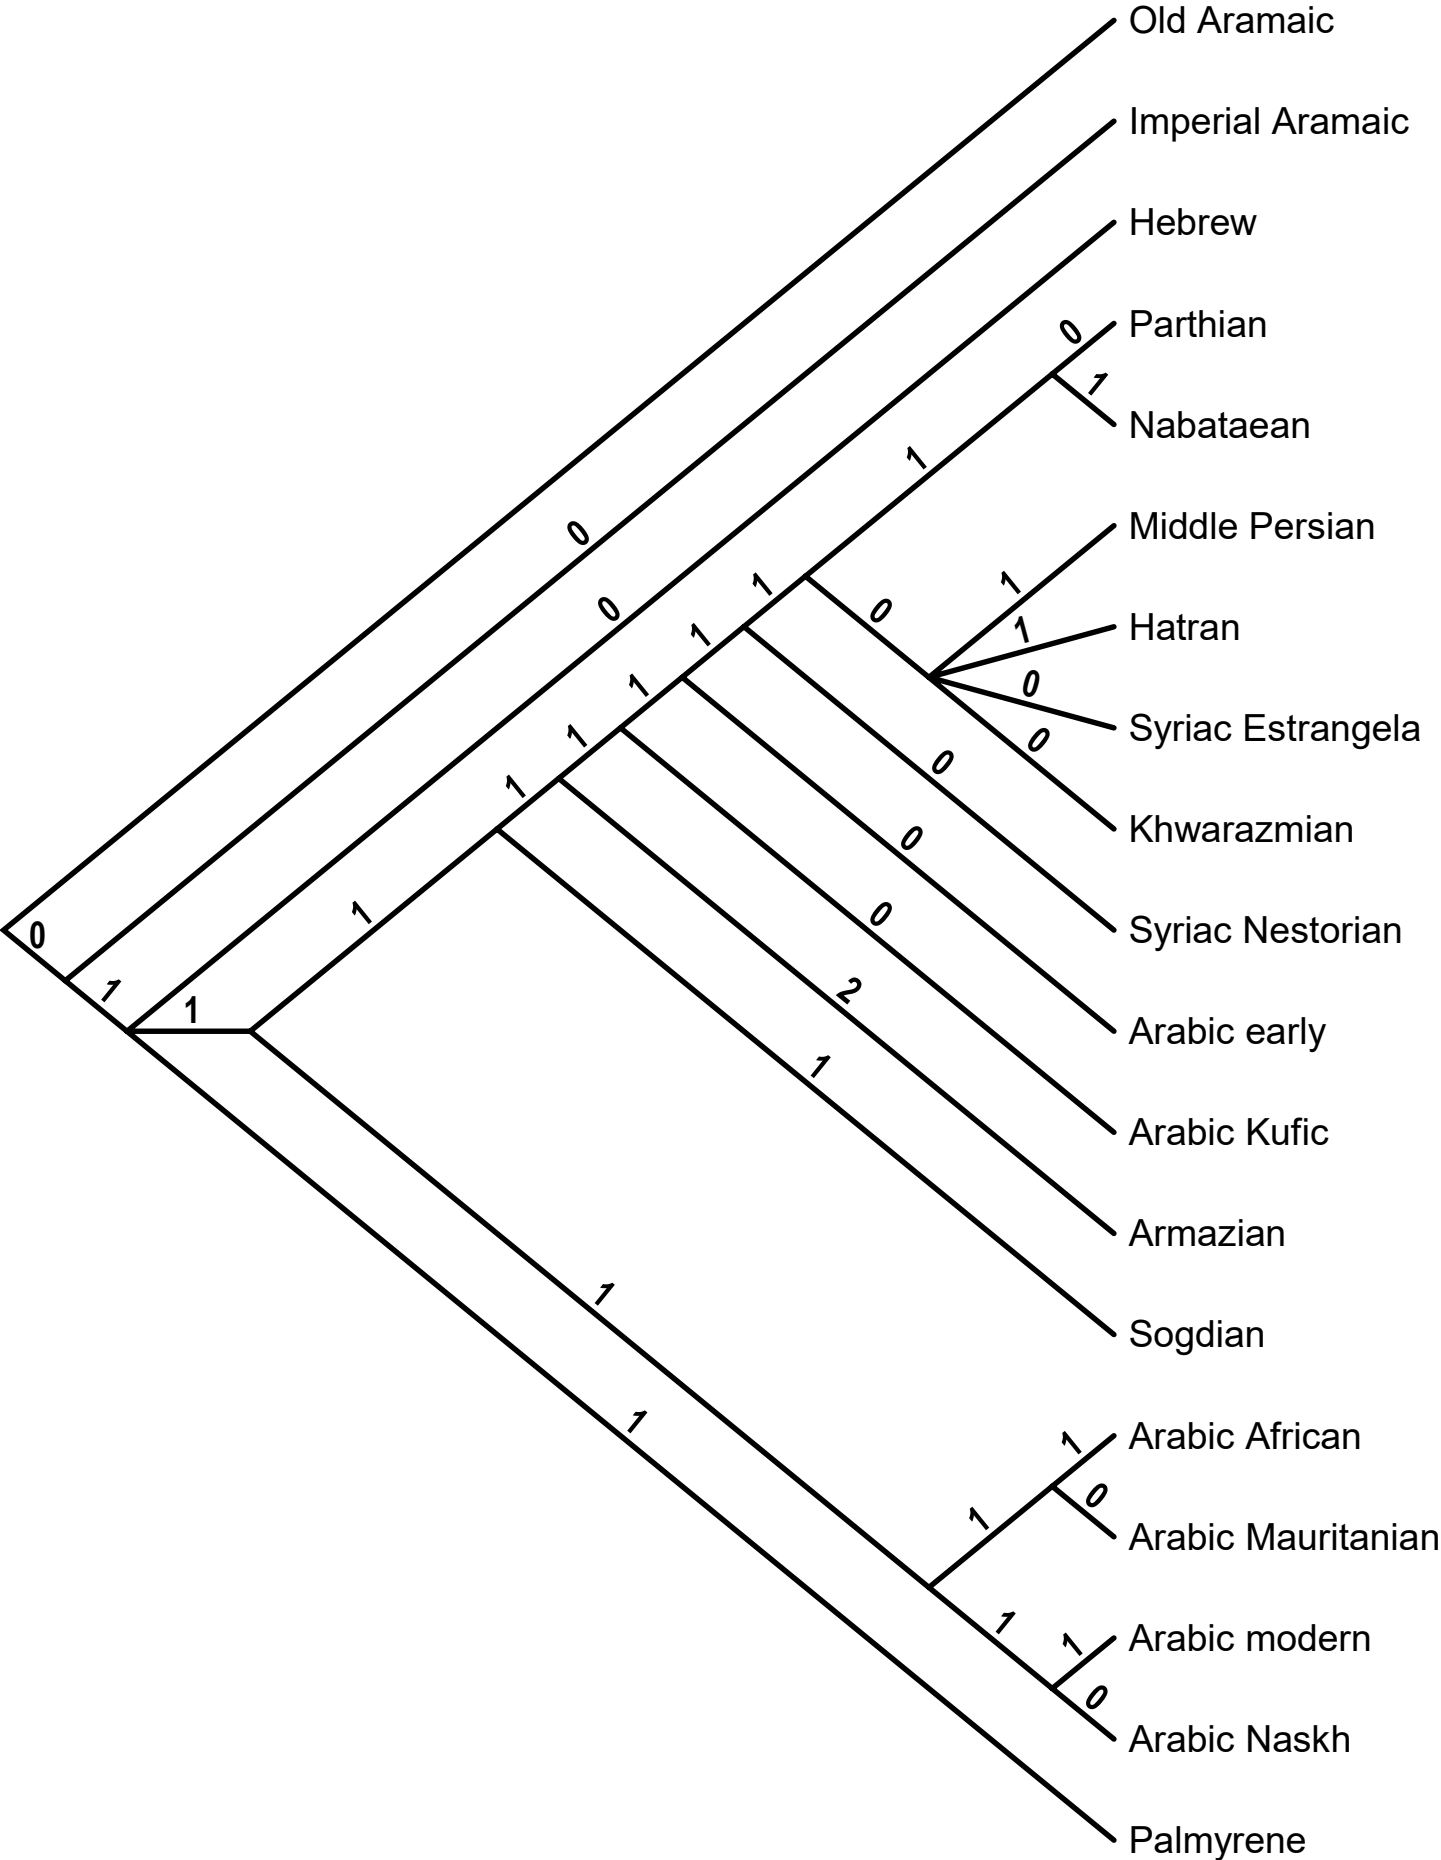 Old Aramaic
Imperial Aramaic
Hebrew
0 Parthian
1
Nabataean
1
Middle Persian
0
1
1 0
1 Hatran
0
1
0
Syriac Estrangela
1
0
1
0
Khwarazmian
1
0
1
0
Syriac Nestorian
0
1
2
1
Arabic early
1
Arabic Kufic
Armazian
1
Sogdian
1
1
Arabic African
0
1
Arabic Mauritanian
1
1
Arabic modern
0
Arabic Naskh
Palmyrene